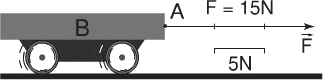 A F = 15N
B
F⃗
5N